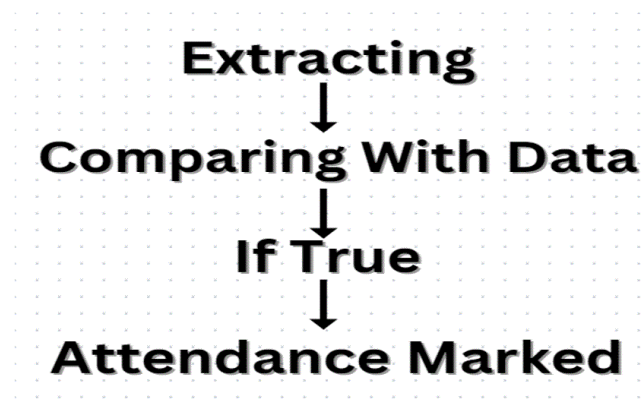 Extracting
Comparing With Data
If True
Attendance Marked